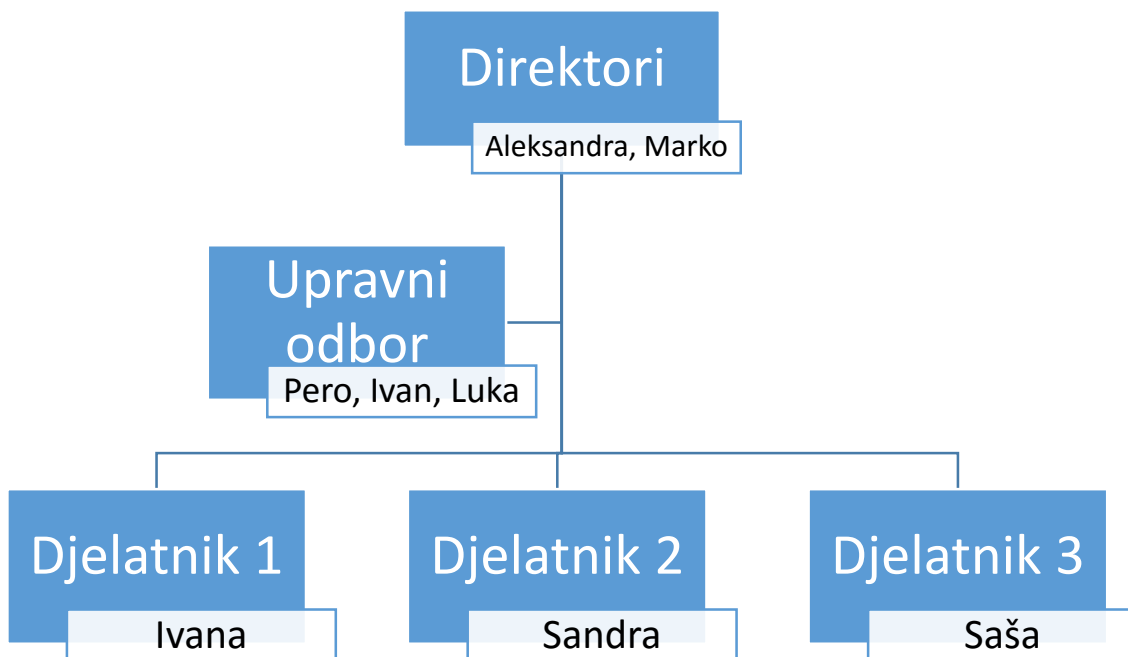 Direktori
Aleksandra, Marko
Upravni
odbor
Pero, Ivan, Luka
Djelatnik 1
Ivana
Djelatnik 2
Sandra
Djelatnik 3
Saša